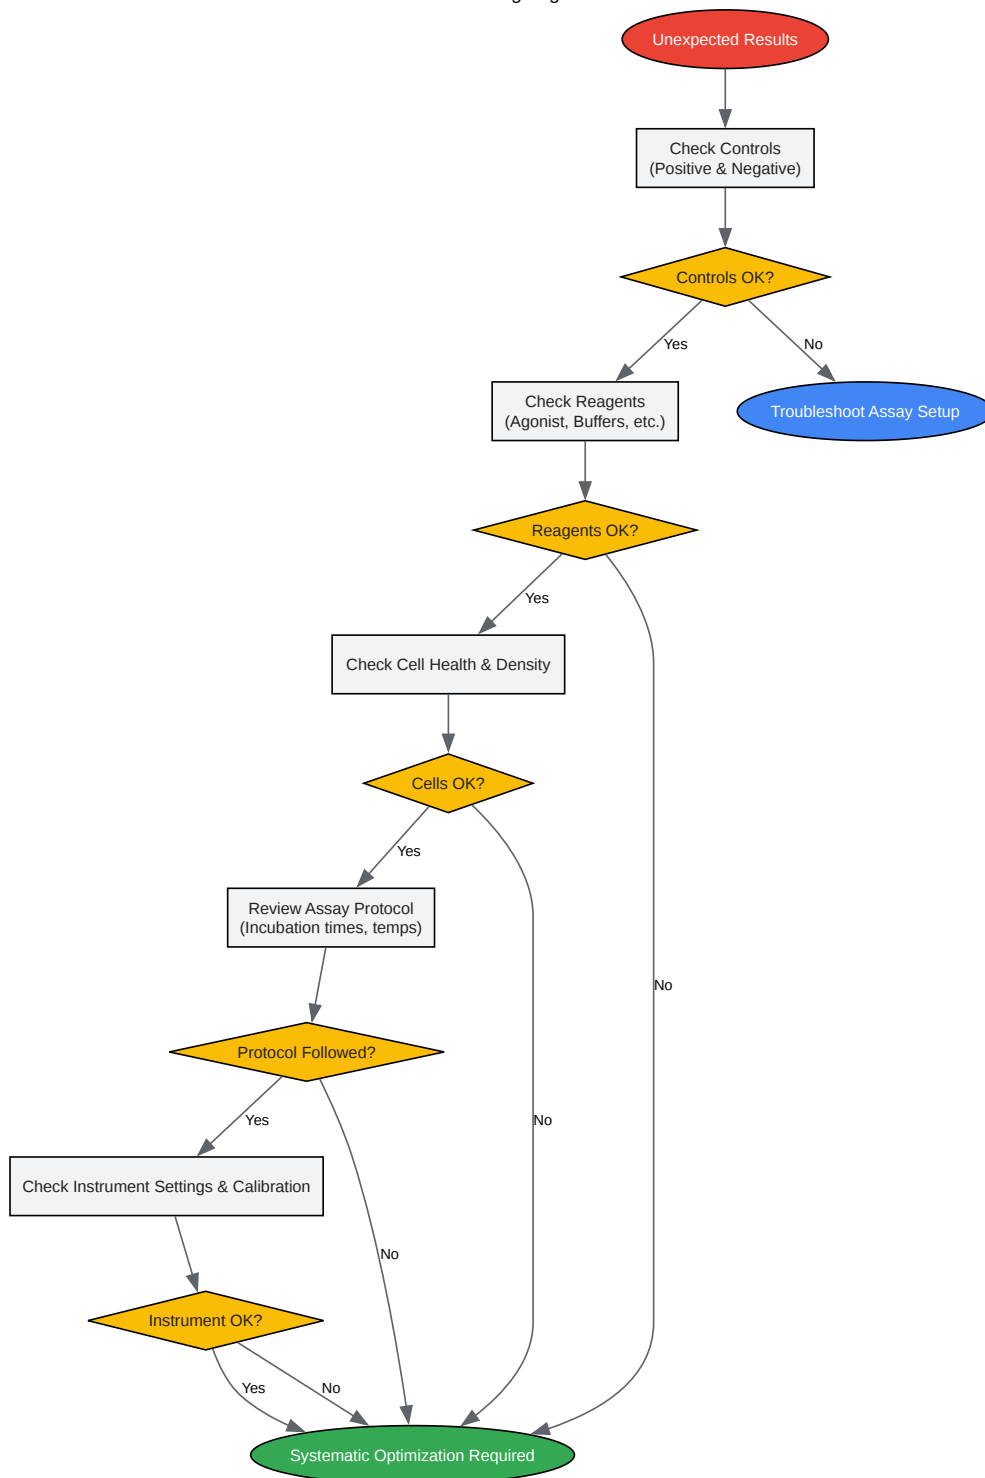 Unexpected Results
Check Controls
(Positive & Negative)
Controls OK?
Yes
No
Check Reagents
(Agonist, Buffers, etc.)
Troubleshoot Assay Setup
Reagents OK?
Yes
Check Cell Health & Density
Cells OK?
Yes
Review Assay Protocol
(Incubation times, temps)
No
Protocol Followed?
Yes
No
Check Instrument Settings & Calibration
No
Instrument OK?
Yes
No
Systematic Optimization Required